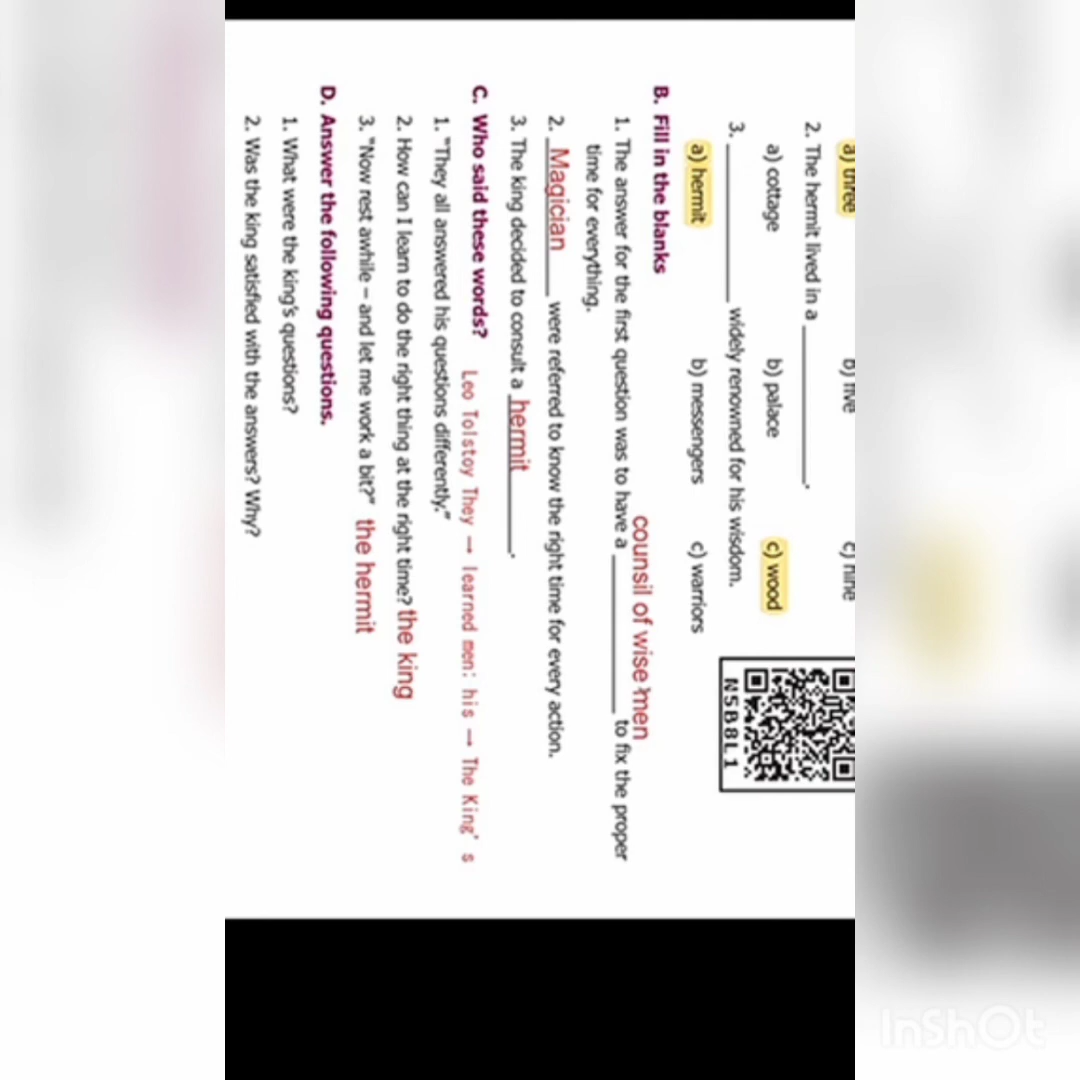 a) three b) five c) nine
2. The hermit lived in a ____________.
a) cottage b) palace c) wood
3. ____________ widely renowned for his wisdom.
a) hermit b) messengers c) warriors
NSB8L1
B. Fill in the blanks
counsil of wise men
1. The answer for the first question was to have a ____________ to fix the proper
time for everything.
2. Magician were referred to know the right time for every action.
3. The king decided to consult a hermit.
C. Who said these words? Leo Tolstoy They → learned men: his → The King's
1. "They all answered his questions differently."
2. How can I learn to do the right thing at the right time? the king
3. "Now rest awhile – and let me work a bit?" the hermit
D. Answer the following questions.
1. What were the king's questions?
2. Was the king satisfied with the answers? Why?
InShOt